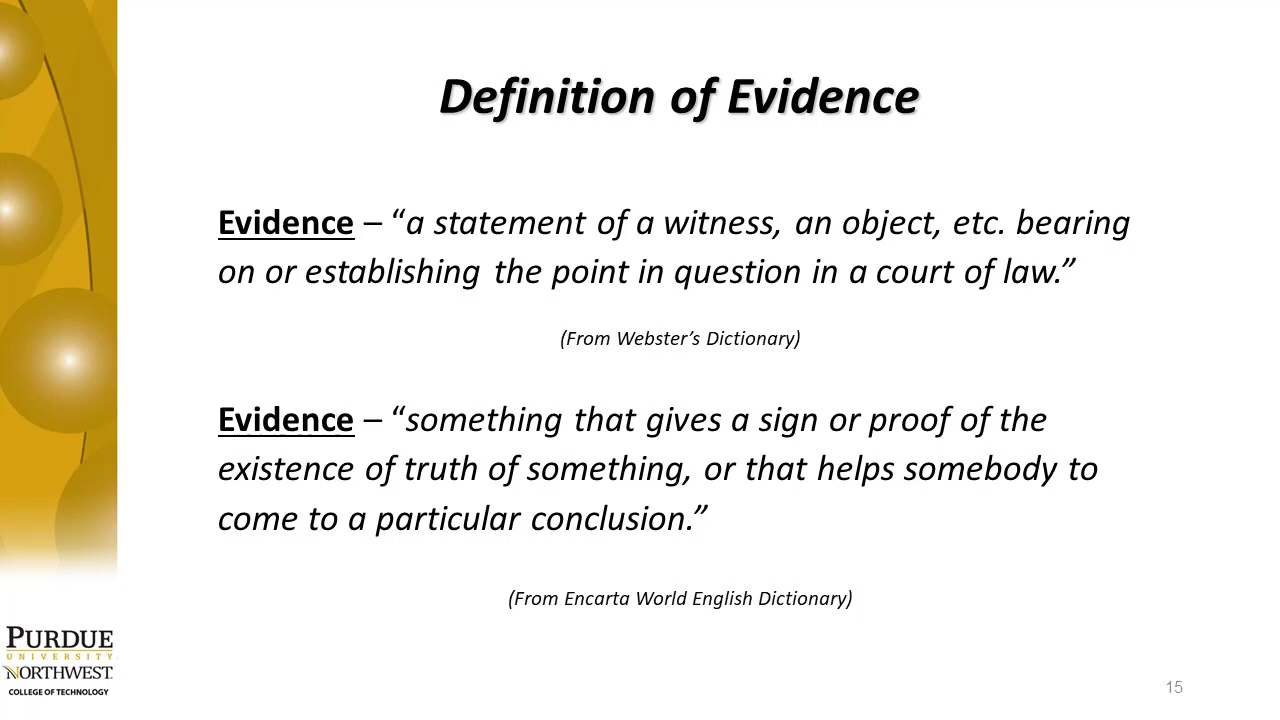 Definition of Evidence
Evidence – “a statement of a witness, an object, etc. bearing
on or establishing the point in question in a court of law.”
(From Webster’s Dictionary)
Evidence – “something that gives a sign or proof of the
existence of truth of something, or that helps somebody to
come to a particular conclusion.”
(From Encarta World English Dictionary)
PURDUE
UNIVERSITY
NORTHWEST
COLLEGE OF TECHNOLOGY
15